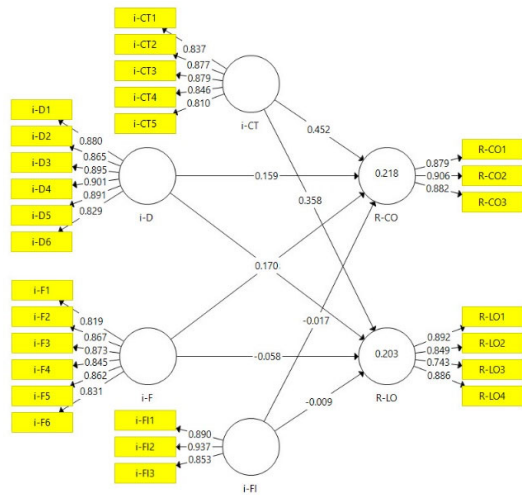 i-CT1
i-CT2
i-CT3
i-CT4
i-CT5
0.837
0.877
0.879
0.846
0.810
i-CT
i-D1
i-D2
i-D3
i-D4
i-D5
i-D6
0.880
0.865
0.895
0.901
0.891
0.829
i-D
0.452
0.159
0.358
0.170
-0.017
-0.058
-0.009
0.218
R-CO
0.879
0.906
0.882
R-CO1
R-CO2
R-CO3
i-F1
i-F2
i-F3
i-F4
i-F5
i-F6
0.819
0.867
0.873
0.845
0.862
0.831
i-F
0.203
R-LO
0.892
0.849
0.743
0.886
R-LO1
R-LO2
R-LO3
R-LO4
i-FI1
i-FI2
i-FI3
0.890
0.937
0.853
i-FI